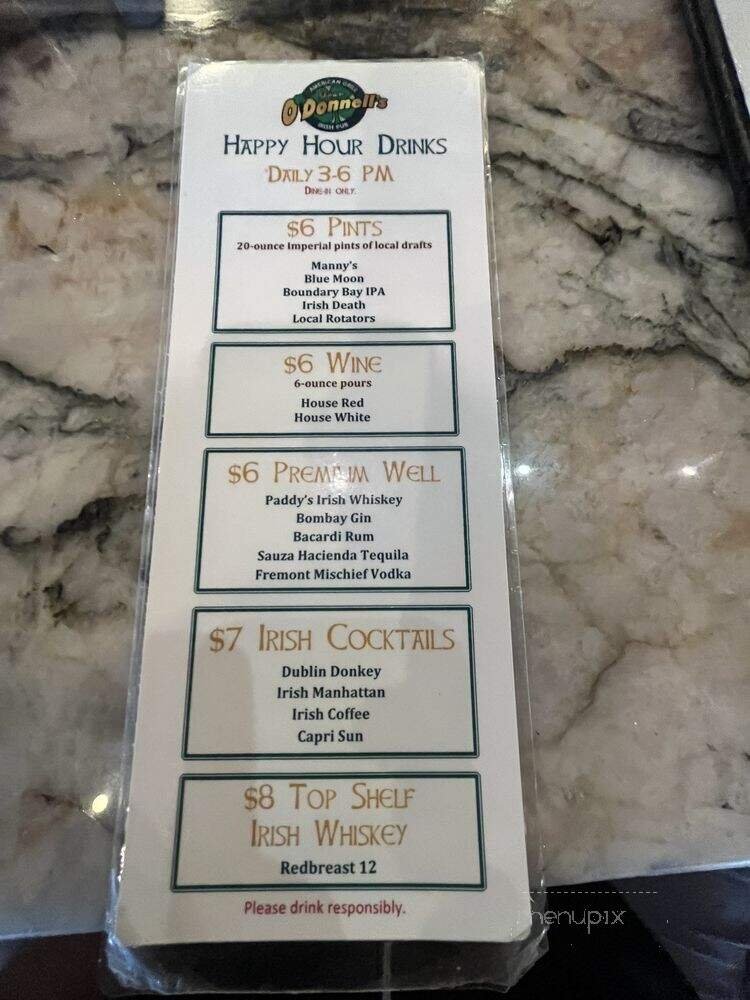 AMERICAN GRILL
O'Donnell's
IRISH PUB
HAPPY HOUR DRINKS
DAILY 3-6 PM
DINE-IN ONLY.
$6 PINTS
20-ounce Imperial pints of local drafts
Manny's
Blue Moon
Boundary Bay IPA
Irish Death
Local Rotators
$6 WINE
6-ounce pours
House Red
House White
$6 PREMIUM WELL
Paddy's Irish Whiskey
Bombay Gin
Bacardi Rum
Sauza Hacienda Tequila
Fremont Mischief Vodka
$7 IRISH COCKTAILS
Dublin Donkey
Irish Manhattan
Irish Coffee
Capri Sun
$8 TOP SHELF
IRISH WHISKEY
Redbreast 12
Please drink responsibly.
menupix